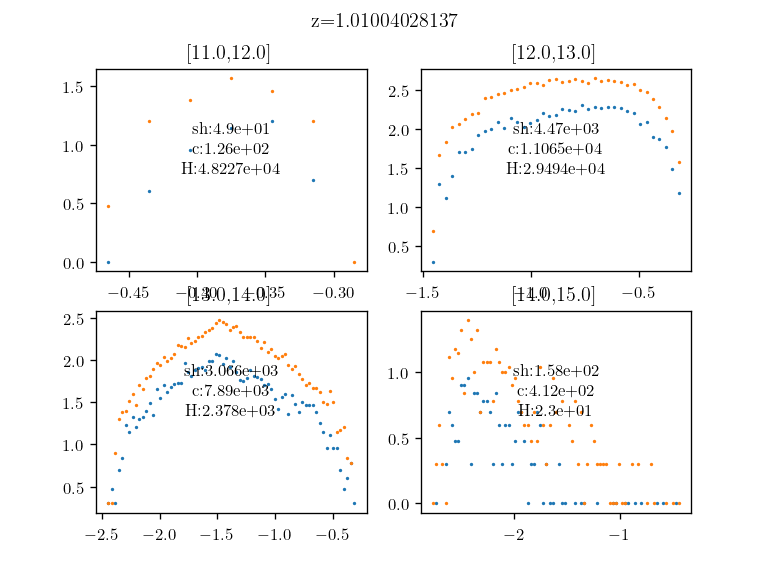 z=1.01004028137
[11.0,12.0]
[12.0,13.0]
1.5
1.0
0.5
0.0
sh:4.9e+01
c:1.26e+02
H:4.8227e+04
−0.45
−0.35
−0.30
2.5
2.0
1.5
1.0
0.5
sh:4.47e+03
c:1.1065e+04
H:2.9494e+04
−1.5
−0.5
[13.0,14.0]
[14.0,15.0]
2.5
2.0
1.5
1.0
0.5
sh:3.066e+03
c:7.89e+03
H:2.378e+03
−2.5
−2.0
−1.5
−1.0
−0.5
1.0
0.5
0.0
sh:1.58e+02
c:4.12e+02
H:2.3e+01
−2
−1